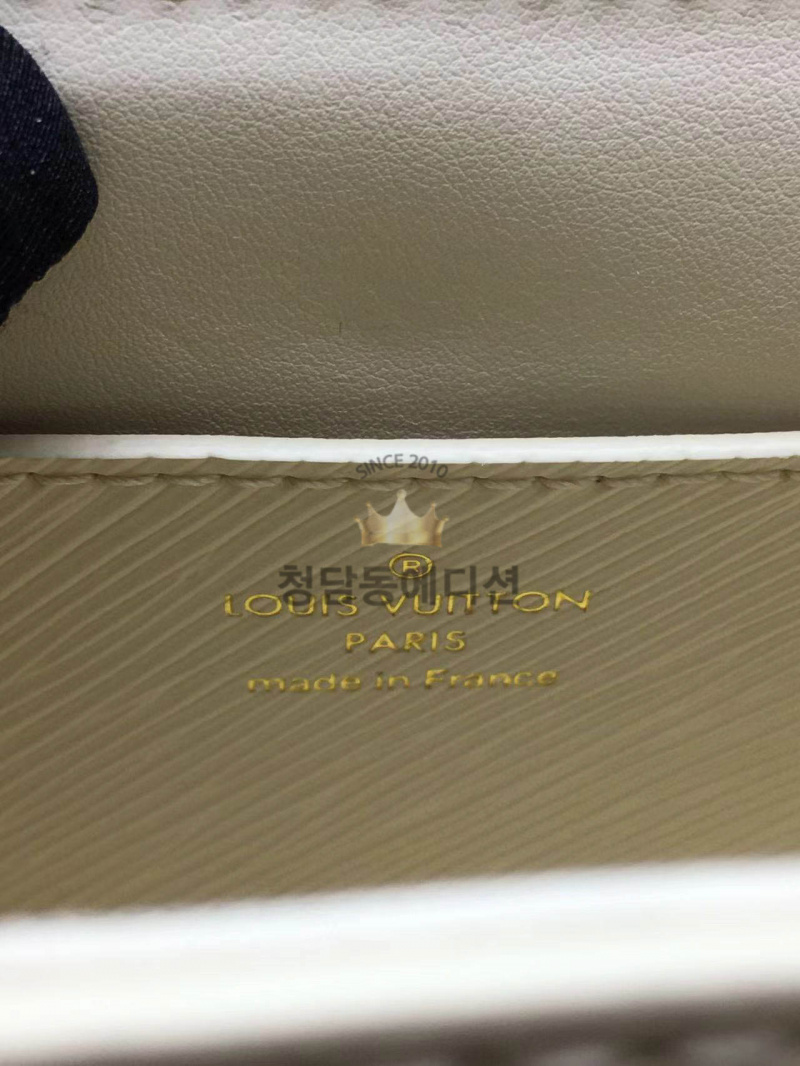 SINCE 2010
®
청담동에디션
LOUIS VUITTON
PARIS
made in France